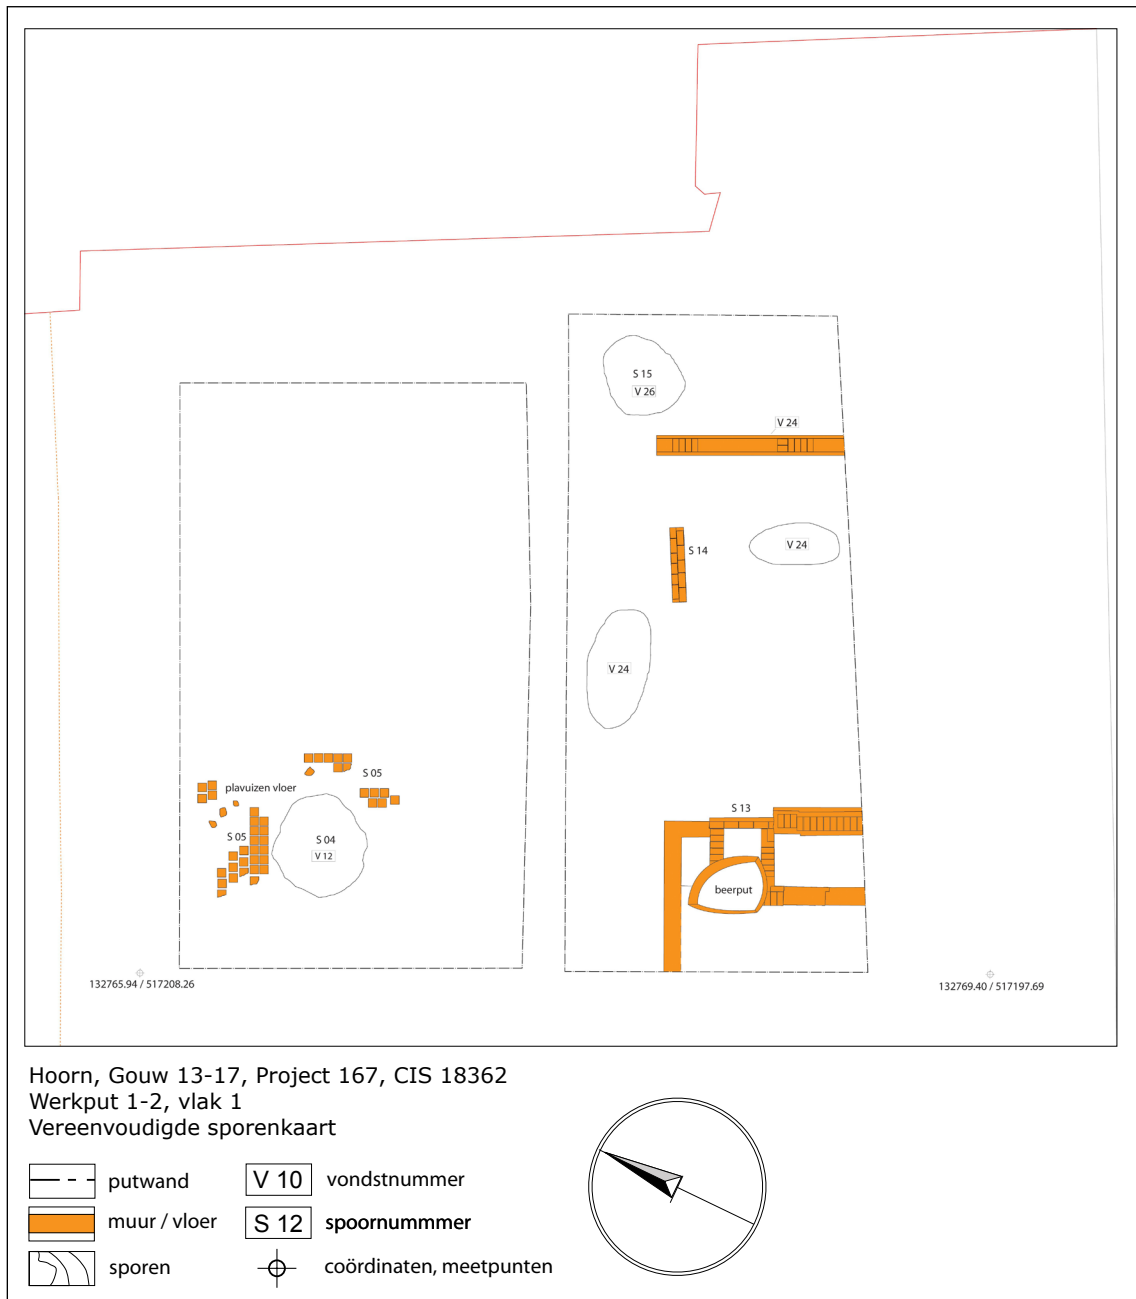 S 15
V 26
V 24
S 14
V 24
V 24
S 05
plavuizen vloer
S 05
S 04
V 12
S 13
beerput
132765.94 / 517208.26
132769.40 / 517197.69
Hoorn, Gouw 13-17, Project 167, CIS 18362
Werkput 1-2, vlak 1
Vereenvoudigde sporenkaart
putwand
V 10 vondstnummer
muur / vloer
S 12 spoornummmer
sporen
coördinaten, meetpunten